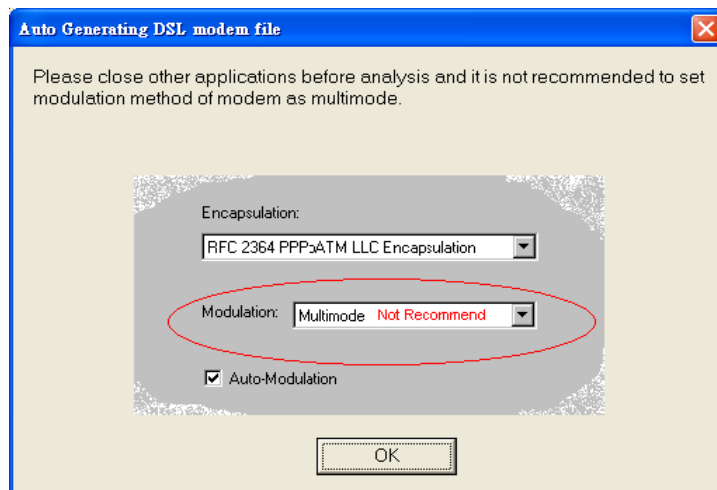 Auto Generating DSL modem file
Please close other applications before analysis and it is not recommended to set
modulation method of modem as multimode.
Encapsulation:
RFC 2364 PPPoATM LLC Encapsulation
Modulation: Multimode Not Recommend
Auto-Modulation
OK